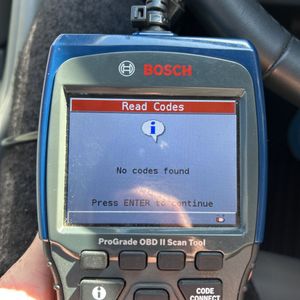 BOSCH
Read Codes
i
No codes found
Press ENTER to continue
ProGrade OBD II Scan Tool
i
CODE
CONNECT